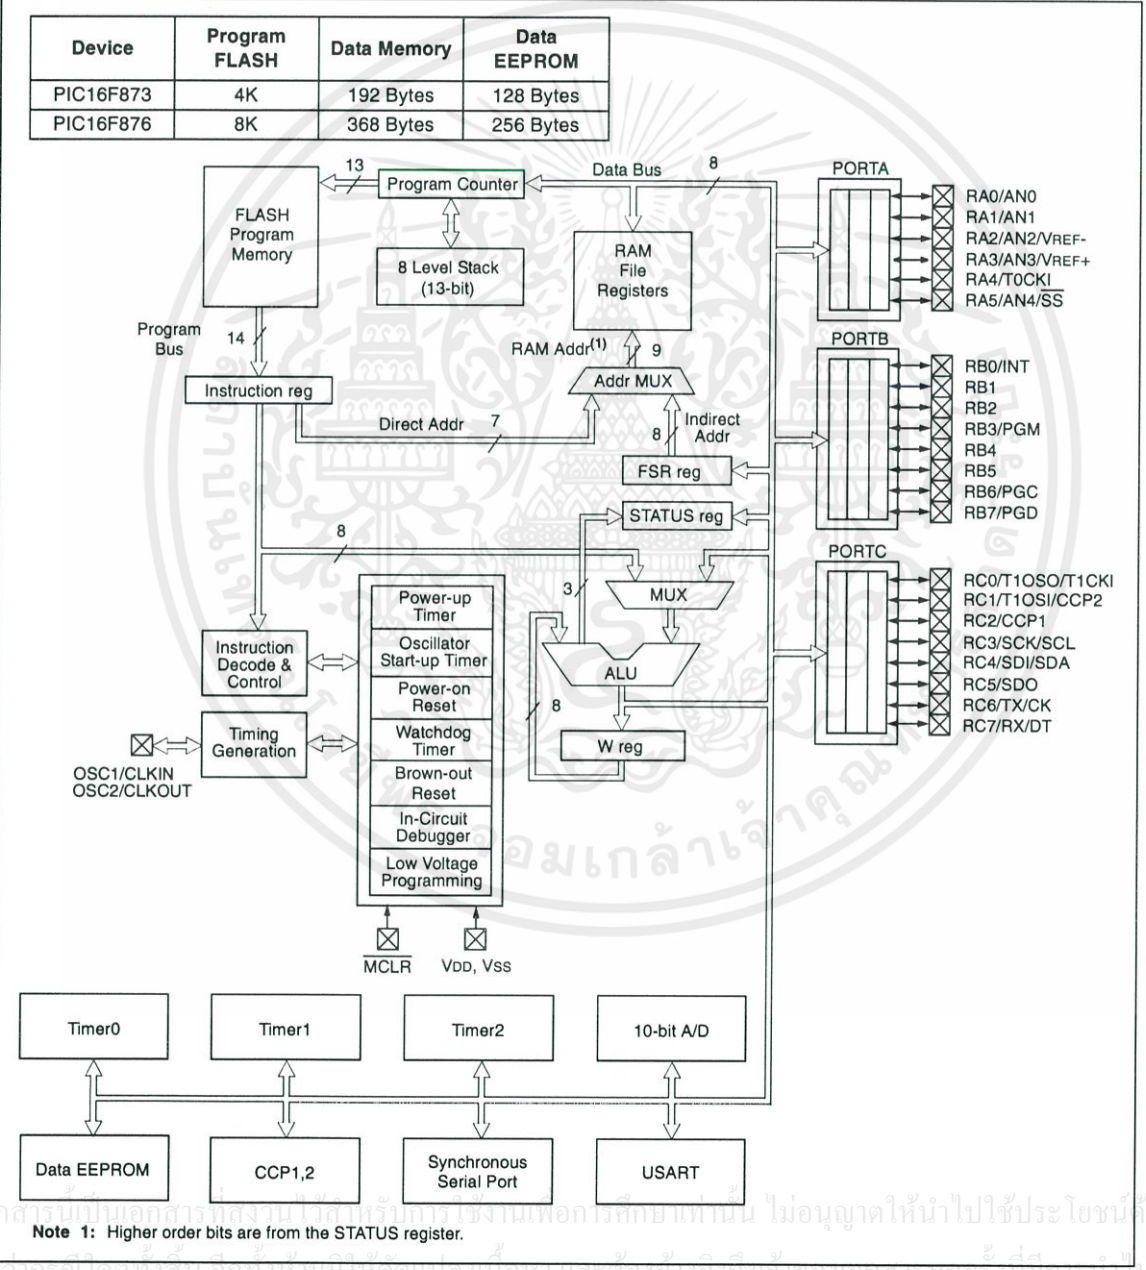 Device Program FLASH Data Memory Data EEPROM
PIC16F873 4K 192 Bytes 128 Bytes
PIC16F876 8K 368 Bytes 256 Bytes
FLASH
Program
Memory
13
Program Counter
8 Level Stack
(13-bit)
Data Bus
8
RAM
File
Registers
PORTA
RA0/AN0
RA1/AN1
RA2/AN2/VREF-
RA3/AN3/VREF+
RA4/T0CKI
RA5/AN4/SS
Program
Bus
14
Instruction reg
RAM Addr(1)
9
Addr MUX
Direct Addr
7
8
Indirect
Addr
FSR reg
STATUS reg
PORTB
RB0/INT
RB1
RB2
RB3/PGM
RB4
RB5
RB6/PGC
RB7/PGD
8
3
MUX
ALU
8
W reg
PORTC
RC0/T1OSO/T1CKI
RC1/T1OSI/CCP2
RC2/CCP1
RC3/SCK/SCL
RC4/SDI/SDA
RC5/SDO
RC6/TX/CK
RC7/RX/DT
Instruction
Decode &
Control
Timing
Generation
OSC1/CLKIN
OSC2/CLKOUT
Power-up
Timer
Oscillator
Start-up Timer
Power-on
Reset
Watchdog
Timer
Brown-out
Reset
In-Circuit
Debugger
Low Voltage
Programming
MCLR
VDD, VSS
Timer0
Timer1
Timer2
10-bit A/D
Data EEPROM
CCP1,2
Synchronous
Serial Port
USART
Note 1: Higher order bits are from the STATUS register.